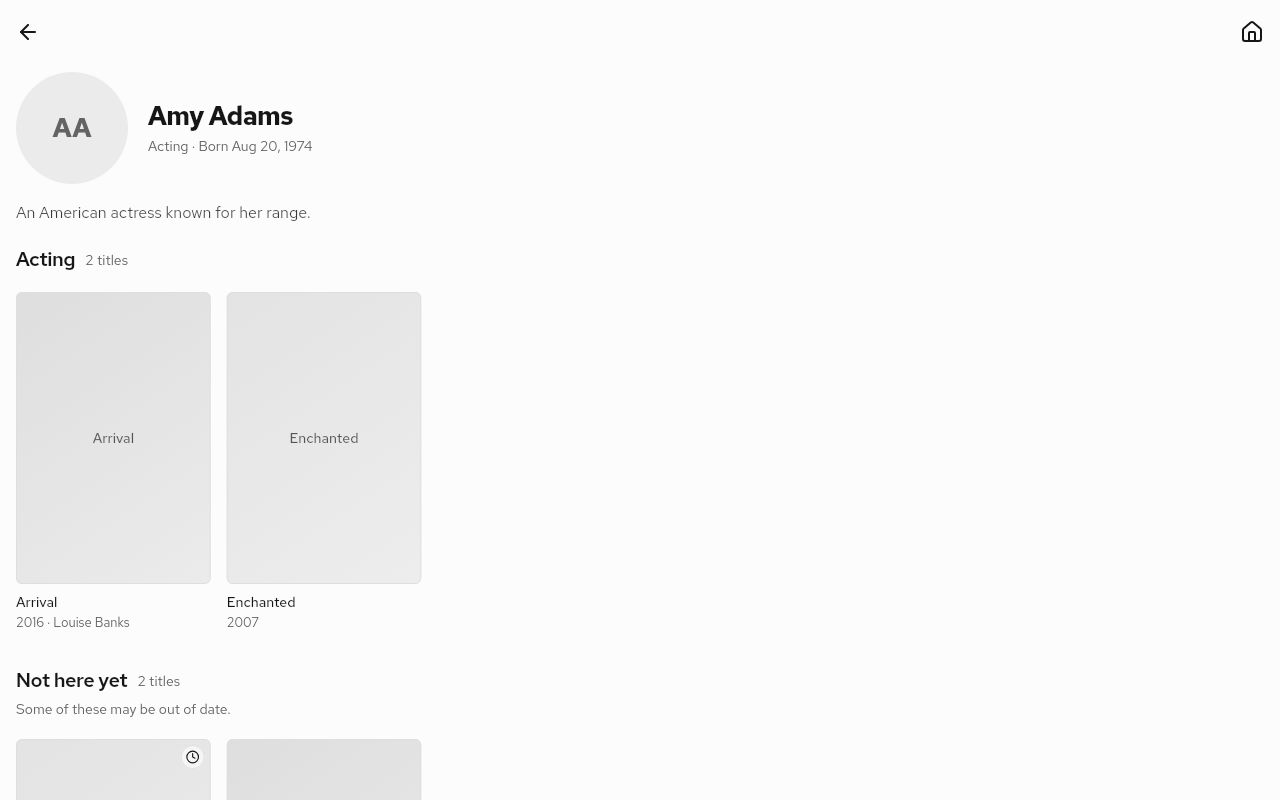 AA
Amy Adams
Acting · Born Aug 20, 1974
An American actress known for her range.
Acting 2 titles
Arrival
Enchanted
Arrival
2016 · Louise Banks
Enchanted
2007
Not here yet 2 titles
Some of these may be out of date.